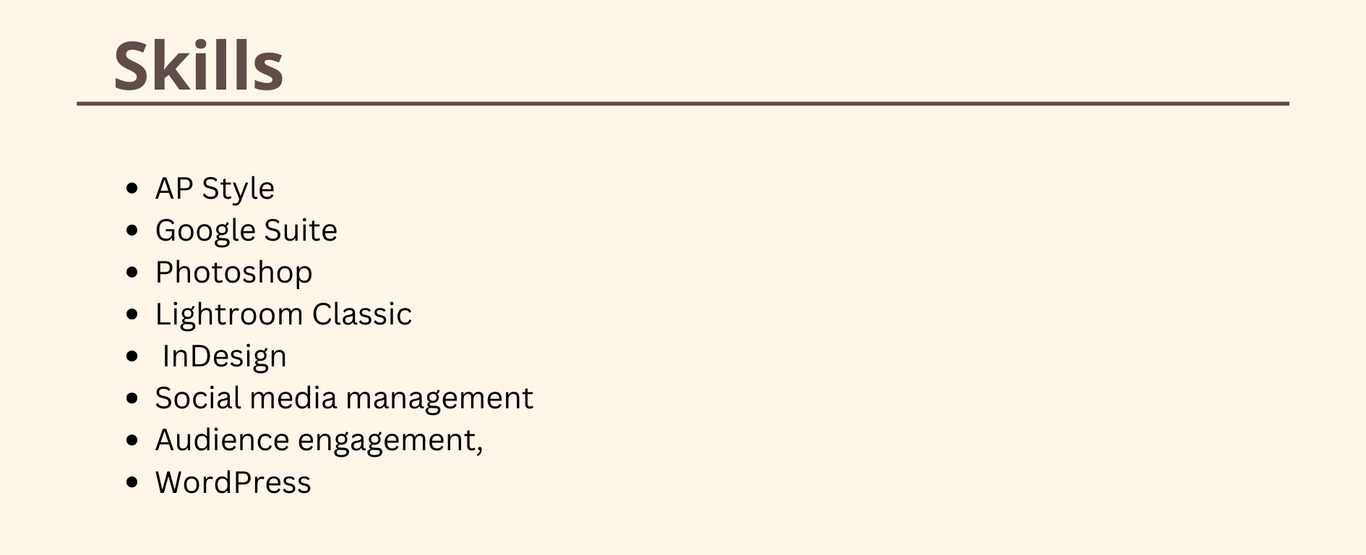 Skills
• AP Style
• Google Suite
• Photoshop
• Lightroom Classic
• InDesign
• Social media management
• Audience engagement,
• WordPress